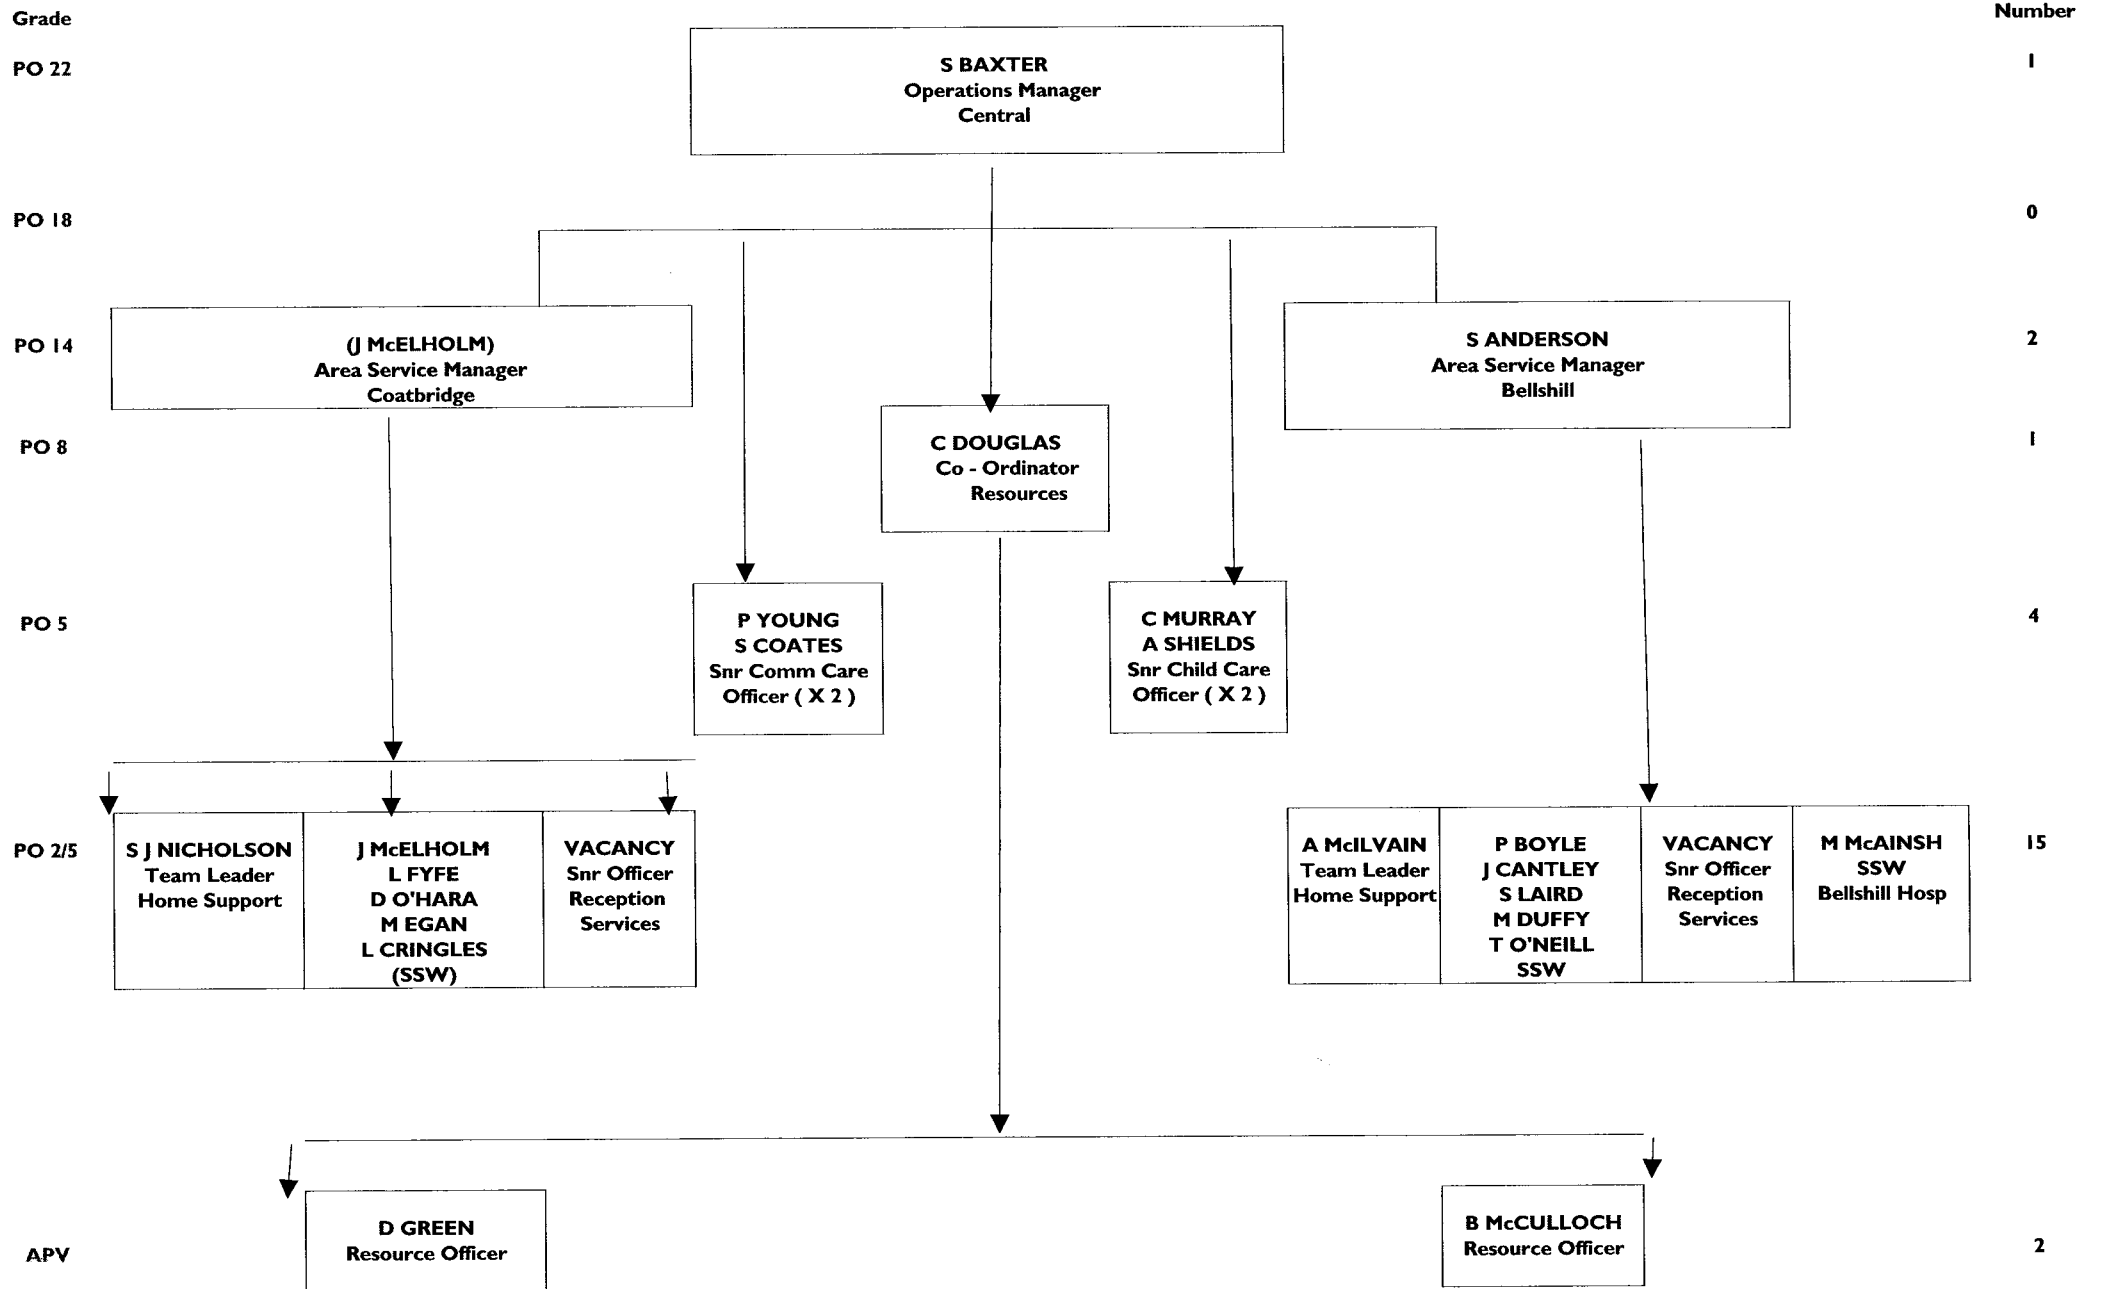 Grade
Number
PO 22
S BAXTER
Operations Manager
Central
1
PO 18
0
PO 14
(J McELHOLM)
Area Service Manager
Coatbridge
S ANDERSON
Area Service Manager
Bellshill
2
PO 8
C DOUGLAS
Co - Ordinator
Resources
1
PO 5
P YOUNG
S COATES
Snr Comm Care
Officer ( X 2 )
C MURRAY
A SHIELDS
Snr Child Care
Officer ( X 2 )
4
PO 2/5
S J NICHOLSON
Team Leader
Home Support
J McELHOLM
L FYFE
D O'HARA
M EGAN
L CRINGLES
(SSW)
VACANCY
Snr Officer
Reception
Services
A McILVAIN
Team Leader
Home Support
P BOYLE
J CANTLEY
S LAIRD
M DUFFY
T O'NEILL
SSW
VACANCY
Snr Officer
Reception
Services
M McAINSH
SSW
Bellshill Hosp
15
APV
D GREEN
Resource Officer
B McCULLOCH
Resource Officer
2